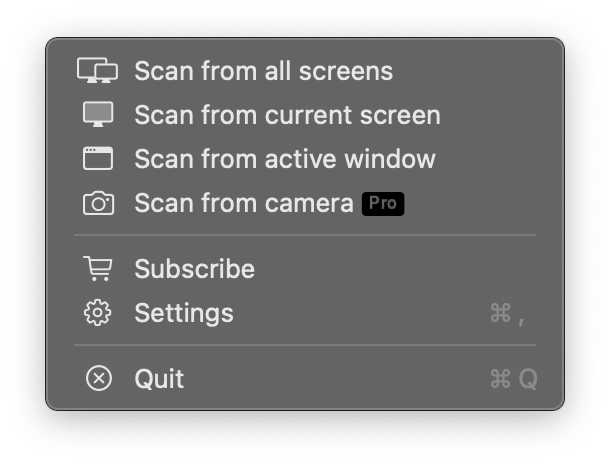 Scan from all screens
Scan from current screen
Scan from active window
Scan from camera Pro
Subscribe
Settings ⌘ ,
Quit ⌘ Q